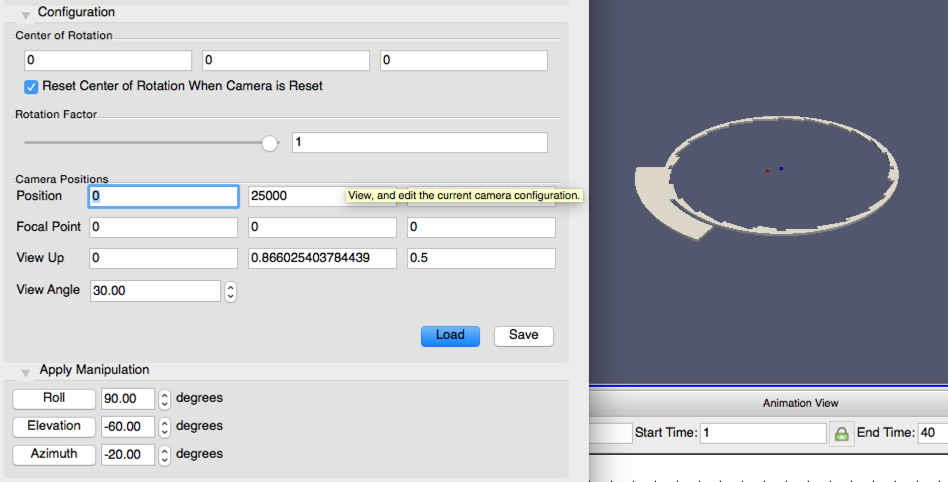 Configuration
Center of Rotation
0 0 0
Reset Center of Rotation When Camera is Reset
Rotation Factor
1
Camera Positions
Position 0 25000 View, and edit the current camera configuration.
Focal Point 0 0 0
View Up 0 0.866025403784439 0.5
View Angle 30.00
Load Save
Apply Manipulation
Roll 90.00 degrees
Elevation -60.00 degrees
Azimuth -20.00 degrees
Animation View
Start Time: 1 End Time: 40